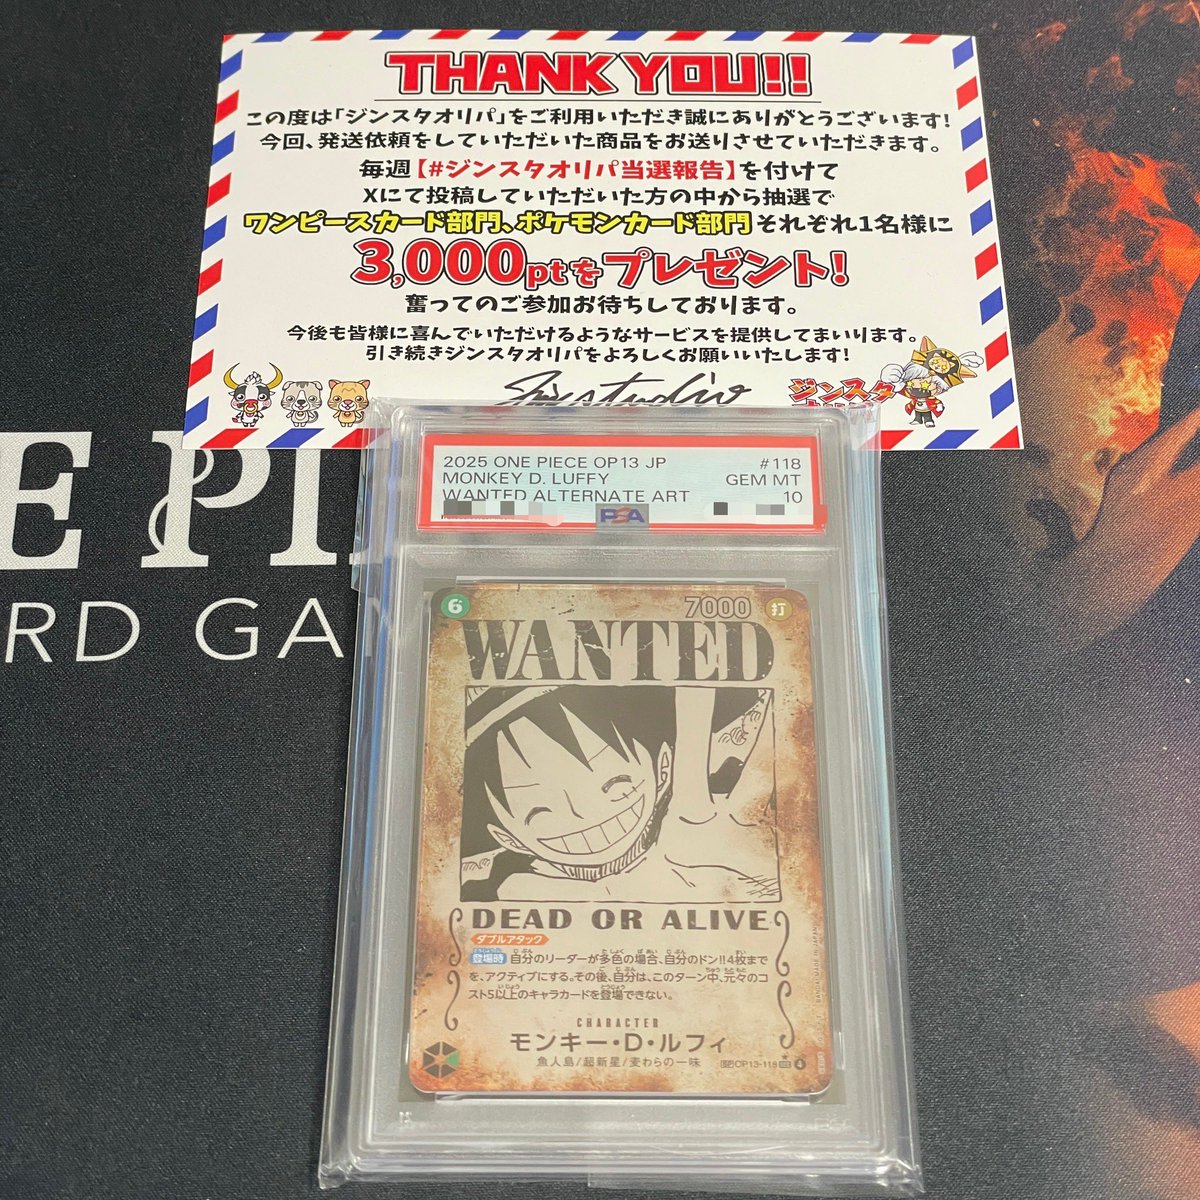 THANK YOU!!
この度は「ジンスタオリパ」をご利用いただき誠にありがとうございます!
今回、発送依頼をしていただいた商品をお送りさせていただきます。
毎週【#ジンスタオリパ当選報告】を付けて
Xにて投稿していただいた方の中から抽選で
ワンピースカード部門、ポケモンカード部門それぞれ1名様に
3,000ptをプレゼント!
奮ってのご参加お待ちしております。
今後も皆様に喜んでいただけるようなサービスを提供してまいります。
引き続きジンスタオリパをよろしくお願いいたします!
Jinstudio
ジンスタ
E PI
RD GA
2025 ONE PIECE OP13 JP #118
MONKEY D. LUFFY GEM MT
WANTED ALTERNATE ART 10
PSA
6 7000 打
WANTED
DEAD OR ALIVE
ダブルアタック
登場時 自分のリーダーが多色の場合、自分のドン!!4枚まで
を、アクティブにする。その後、自分は、このターン中、元々のコ
スト5以上のキャラカードを登場できない。
CHARACTER
モンキー・D・ルフィ
魚人島/超新星/麦わらの一味
OP13-118 4
BANDAI MADE IN JAPAN